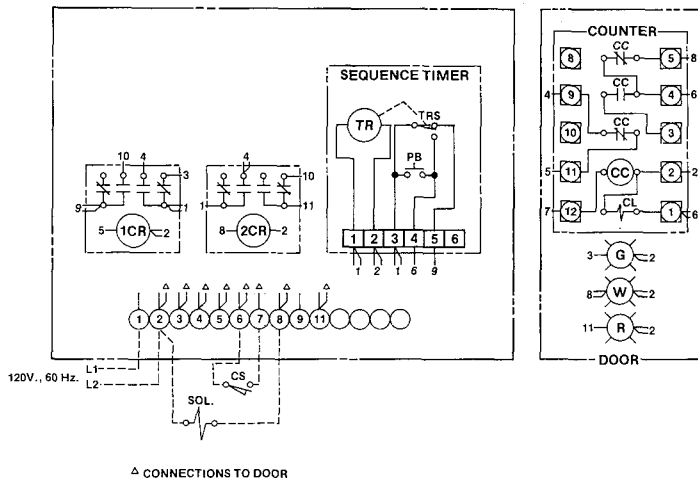 COUNTER
CC
8 5 8
SEQUENCE TIMER
CC
4 9 4 6
TR TRS
CC
10 3
PB
10 4 3
4 10
5 11 CC 2 2
9 1
1 11
CL
7 12 1 6
5 1CR 2
8 2CR 2
1 2 3 4 5 6
1 2 1 6 9
3 G 2
8 W 2
1 2 3 4 5 6 7 8 9 11
11 R 2
DOOR
L1
120V., 60 Hz.
L2
CS
SOL.
Δ CONNECTIONS TO DOOR